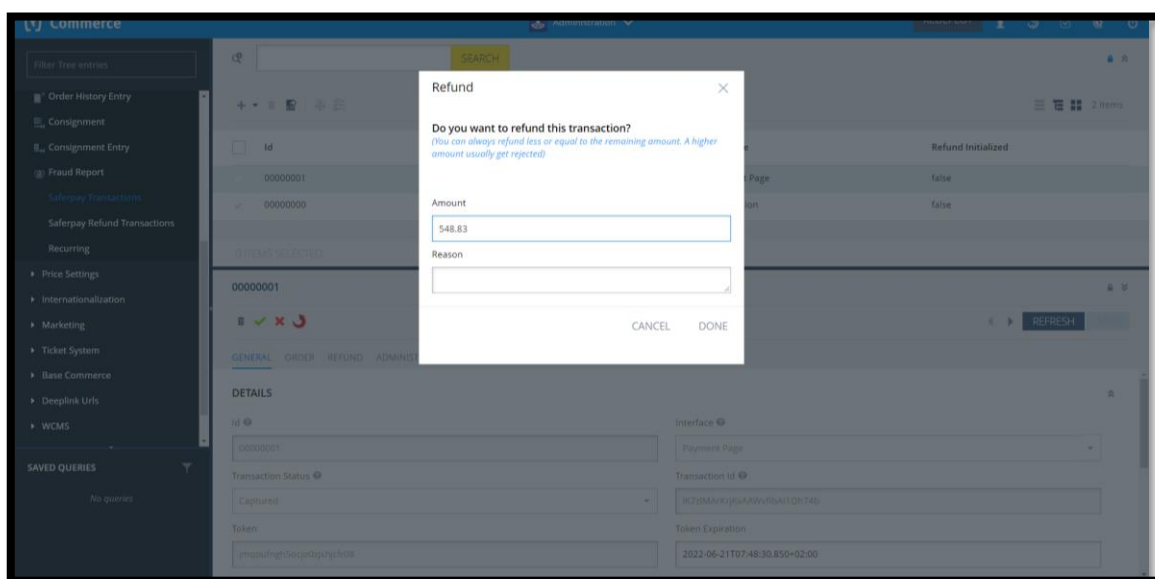 Commerce
Administration
Filter Tree entries
SEARCH
Order History Entry
Consignment
Consignment Entry
Fraud Report
Saferpay Transactions
Saferpay Refund Transactions
Recurring
Price Settings
Internationalization
Marketing
Ticket System
Base Commerce
Deeplink Urls
WCMS
SAVED QUERIES
No queries
2 items
Id
Refund Initialized
00000001
Page
false
00000000
false
0 ITEMS SELECTED
Refund
Do you want to refund this transaction?
(You can always refund less or equal to the remaining amount. A higher
amount usually get rejected)
Amount
548.83
Reason
CANCEL DONE
00000001
REFRESH
GENERAL ORDER REFUND
DETAILS
Id
Interface
00000001
Payment Page
Transaction Status
Transaction Id
Captured
Token
Token Expiration
2022-06-21T07:48:30.850+02:00